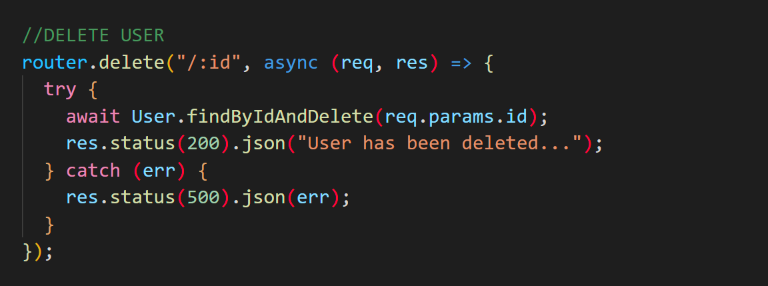 //DELETE USER
router.delete("/:id", async (req, res) => {
  try {
    await User.findByIdAndDelete(req.params.id);
    res.status(200).json("User has been deleted...");
  } catch (err) {
    res.status(500).json(err);
  }
});